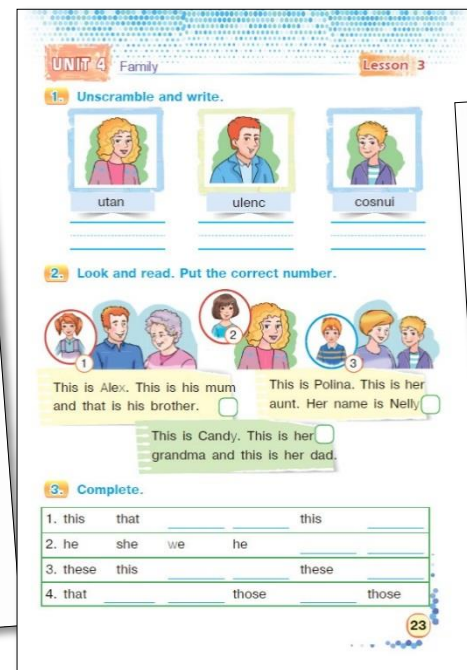 UNIT 4 Family Lesson 3
1. Unscramble and write.
utan ulenc cosnui
2. Look and read. Put the correct number.
1 2 3
This is Alex. This is his mum
and that is his brother.
This is Polina. This is her
aunt. Her name is Nelly
This is Candy. This is her
grandma and this is her dad.
3. Complete.
1. this that this
2. he she we he
3. these this these
4. that those those
23